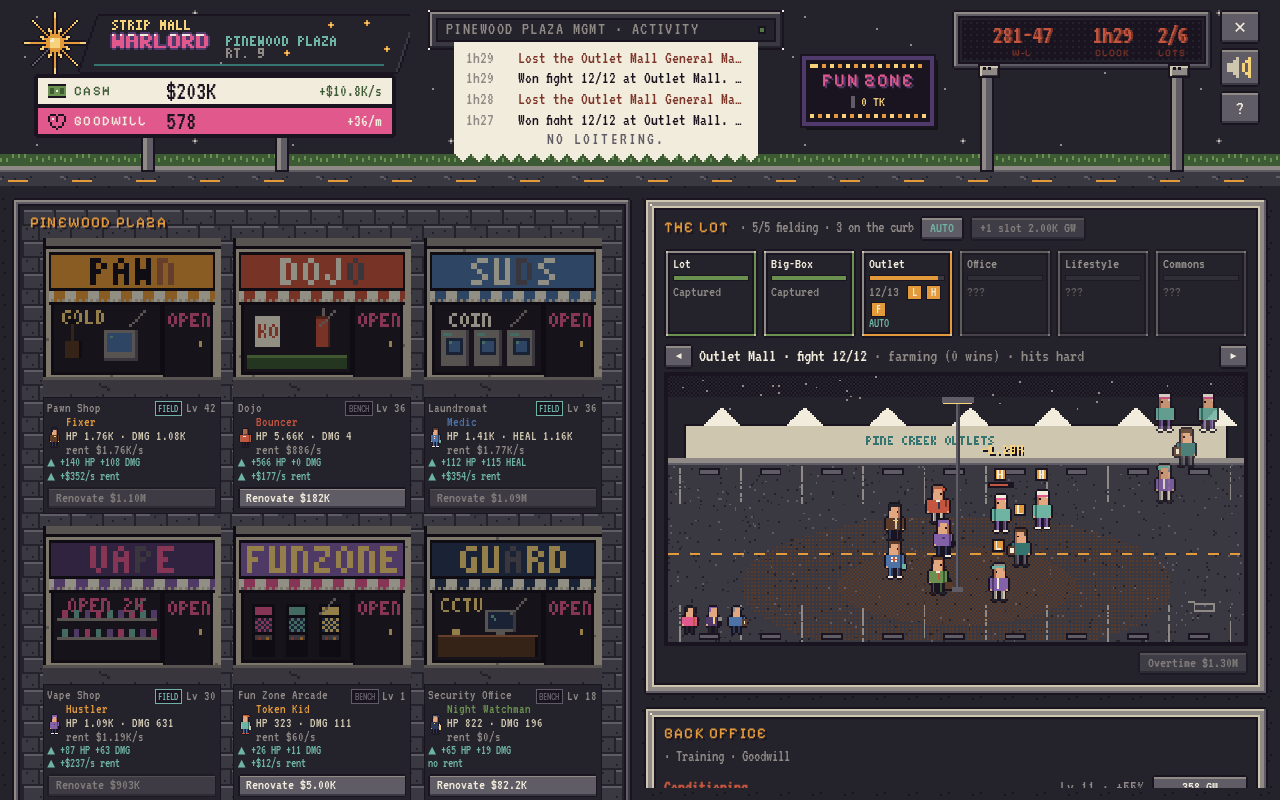 STRIP MALL
WARLORD
PINEWOOD PLAZA
RT. 9
CASH $203K +$10.8K/s
GOODWILL 578 +36/m
PINEWOOD PLAZA MGMT · ACTIVITY
1h29 Lost the Outlet Mall General Ma…
1h29 Won fight 12/12 at Outlet Mall. …
1h28 Lost the Outlet Mall General Ma…
1h27 Won fight 12/12 at Outlet Mall. …
NO LOITERING.
FUN ZONE
0 TK
281-47 1h29 2/6
W-L CLOCK LOTS
✕
?
PINEWOOD PLAZA
PAWN DOJO SUDS
GOLD OPEN KO OPEN COIN OPEN
Pawn Shop FIELD Lv 42
Fixer
HP 1.76K · DMG 1.08K
rent $1.76K/s
▲ +140 HP +108 DMG
▲ +$352/s rent
Renovate $1.10M
Dojo BENCH Lv 36
Bouncer
HP 5.66K · DMG 4
rent $886/s
▲ +566 HP +0 DMG
▲ +$177/s rent
Renovate $182K
Laundromat FIELD Lv 36
Medic
HP 1.41K · HEAL 1.16K
rent $1.77K/s
▲ +112 HP +115 HEAL
▲ +$354/s rent
Renovate $1.09M
VAPE FUNZONE GUARD
OPEN 2K OPEN OPEN CCTV OPEN
Vape Shop FIELD Lv 30
Hustler
HP 1.09K · DMG 631
rent $1.19K/s
▲ +87 HP +63 DMG
▲ +$237/s rent
Renovate $903K
Fun Zone Arcade BENCH Lv 1
Token Kid
HP 323 · DMG 111
rent $60/s
▲ +26 HP +11 DMG
▲ +$12/s rent
Renovate $5.00K
Security Office BENCH Lv 18
Night Watchman
HP 822 · DMG 196
rent $0/s
▲ +65 HP +19 DMG
no rent
Renovate $82.2K
THE LOT · 5/5 fielding · 3 on the curb AUTO +1 slot 2.00K GW
Lot
Captured
Big-Box
Captured
Outlet
12/13 L H
F
AUTO
Office
???
Lifestyle
???
Commons
???
◄ Outlet Mall · fight 12/12 · farming (0 wins) · hits hard ►
PINE CREEK OUTLETS
H H
L
Overtime $1.30M
BACK OFFICE
· Training · Goodwill
Conditioning Lv 11 · +55% 358 GW